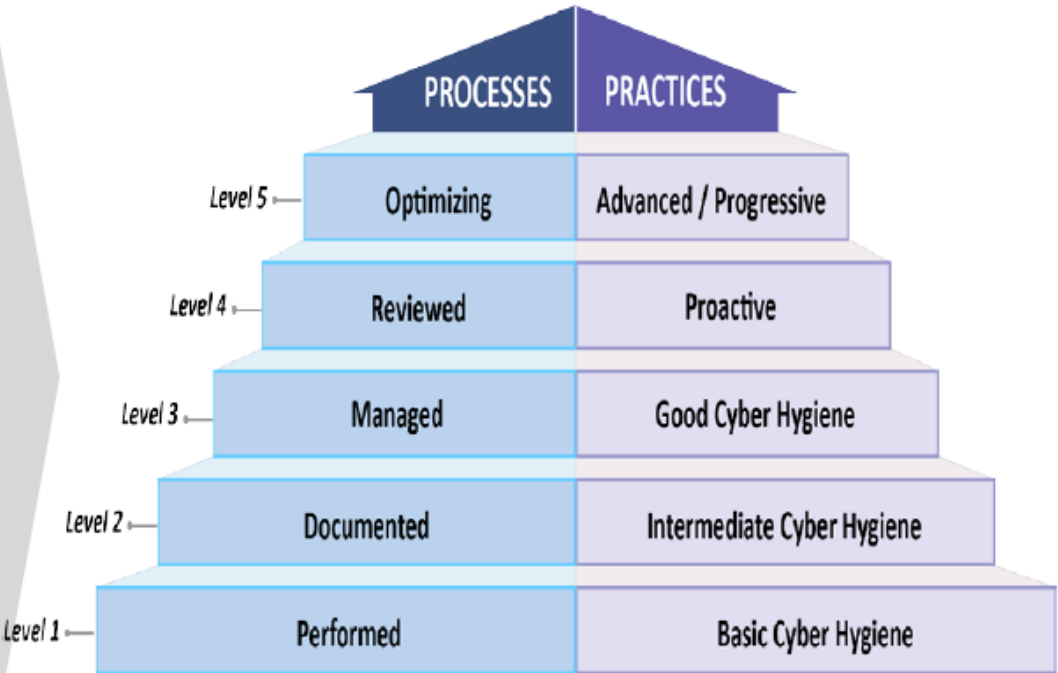 PROCESSES PRACTICES
Level 5 Optimizing Advanced / Progressive
Level 4 Reviewed Proactive
Level 3 Managed Good Cyber Hygiene
Level 2 Documented Intermediate Cyber Hygiene
Level 1 Performed Basic Cyber Hygiene